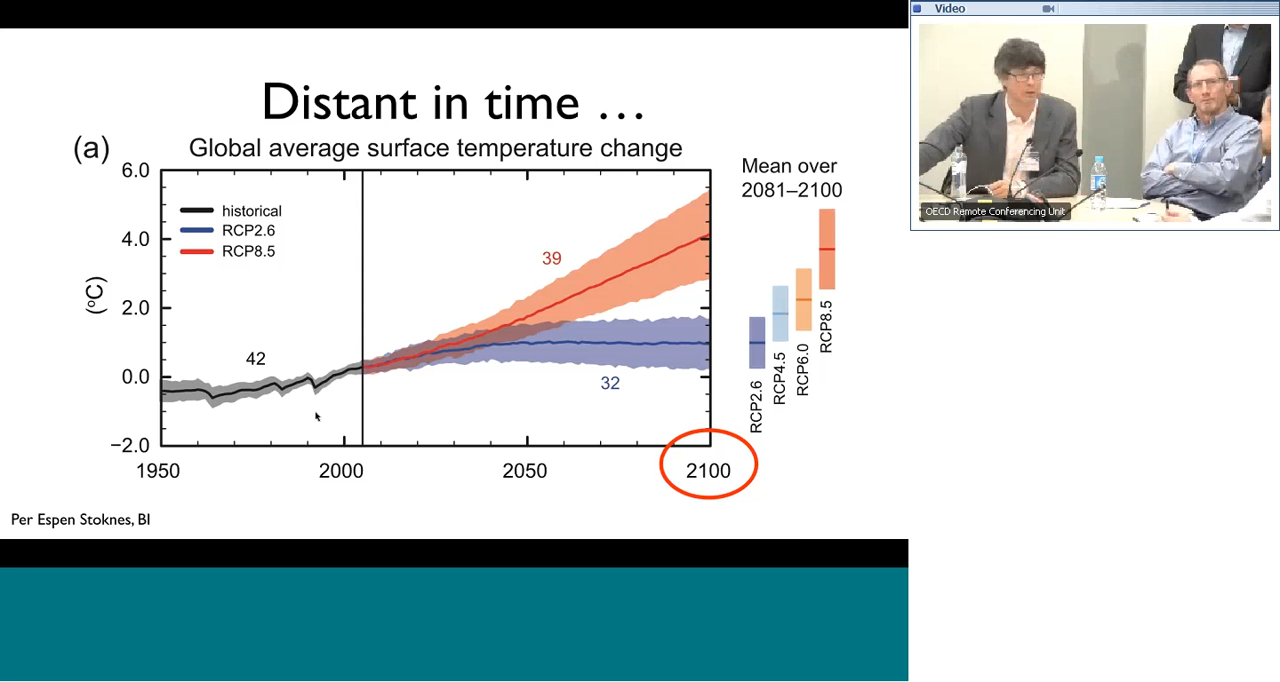 Distant in time …
(a)
Global average surface temperature change
6.0
4.0
2.0
0.0
−2.0
(oC)
historical
RCP2.6
RCP8.5
42
39
32
1950
2000
2050
2100
Mean over
2081–2100
RCP2.6
RCP4.5
RCP6.0
RCP8.5
Per Espen Stoknes, BI
Video
OECD Remote Conferencing Unit